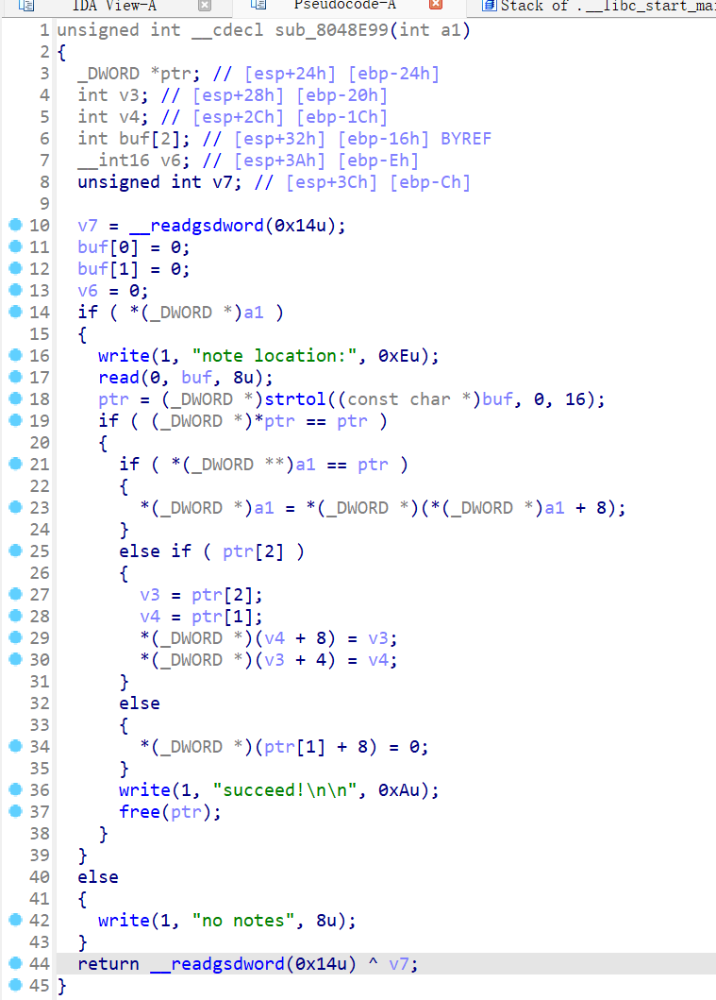 IDA View-A Pseudocode-A Stack of .__libc_start_mai
1 unsigned int __cdecl sub_8048E99(int a1)
2 {
3 _DWORD *ptr; // [esp+24h] [ebp-24h]
4 int v3; // [esp+28h] [ebp-20h]
5 int v4; // [esp+2Ch] [ebp-1Ch]
6 int buf[2]; // [esp+32h] [ebp-16h] BYREF
7 __int16 v6; // [esp+3Ah] [ebp-Eh]
8 unsigned int v7; // [esp+3Ch] [ebp-Ch]
9
10 v7 = __readgsdword(0x14u);
11 buf[0] = 0;
12 buf[1] = 0;
13 v6 = 0;
14 if ( *(_DWORD *)a1 )
15 {
16 write(1, "note location:", 0xEu);
17 read(0, buf, 8u);
18 ptr = (_DWORD *)strtol((const char *)buf, 0, 16);
19 if ( (_DWORD *)*ptr == ptr )
20 {
21 if ( *(_DWORD **)a1 == ptr )
22 {
23 *(_DWORD *)a1 = *(_DWORD *)(*(_DWORD *)a1 + 8);
24 }
25 else if ( ptr[2] )
26 {
27 v3 = ptr[2];
28 v4 = ptr[1];
29 *(_DWORD *)(v4 + 8) = v3;
30 *(_DWORD *)(v3 + 4) = v4;
31 }
32 else
33 {
34 *(_DWORD *)(ptr[1] + 8) = 0;
35 }
36 write(1, "succeed!\n\n", 0xAu);
37 free(ptr);
38 }
39 }
40 else
41 {
42 write(1, "no notes", 8u);
43 }
44 return __readgsdword(0x14u) ^ v7;
45 }